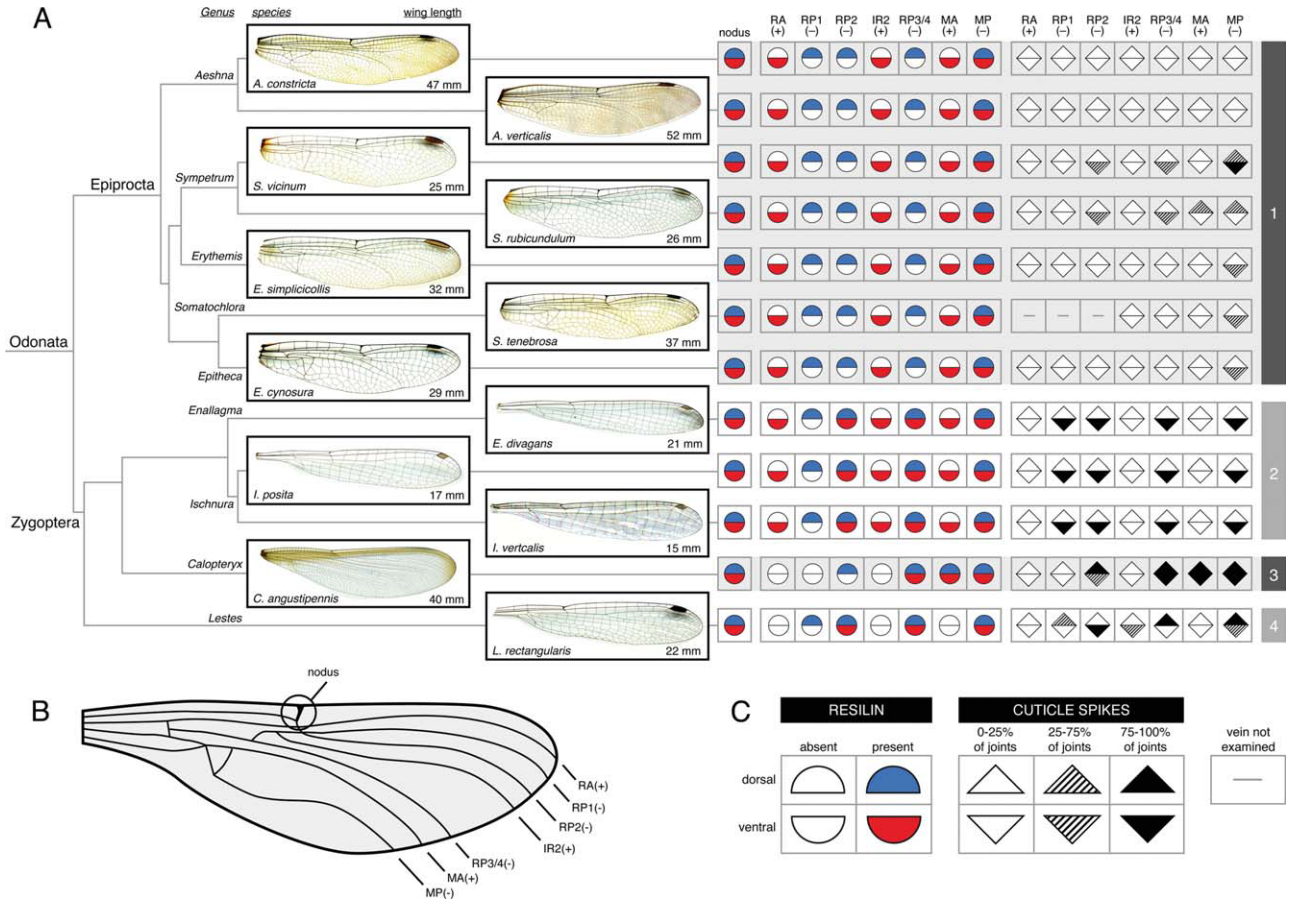 A
Genus species wing length
nodus RA (+) RP1 (–) RP2 (–) IR2 (+) RP3/4 (–) MA (+) MP (–) RA (+) RP1 (–) RP2 (–) IR2 (+) RP3/4 (–) MA (+) MP (–)
Odonata
Epiprocta
Zygoptera
Aeshna
A. constricta 47 mm
A. verticalis 52 mm
Sympetrum
S. vicinum 25 mm
S. rubicundulum 26 mm
Erythemis
E. simplicicollis 32 mm
Somatochlora
S. tenebrosa 37 mm
Epitheca
E. cynosura 29 mm
Enallagma
E. divagans 21 mm
I. posita 17 mm
Ischnura
I. vertcalis 15 mm
Calopteryx
C. angustipennis 40 mm
Lestes
L. rectangularis 22 mm
1
2
3
4
B
nodus
RA(+)
RP1(-)
RP2(-)
IR2(+)
RP3/4(-)
MA(+)
MP(-)
C
RESILIN
absent present
dorsal
ventral
CUTICLE SPIKES
0-25% of joints
25-75% of joints
75-100% of joints
vein not examined